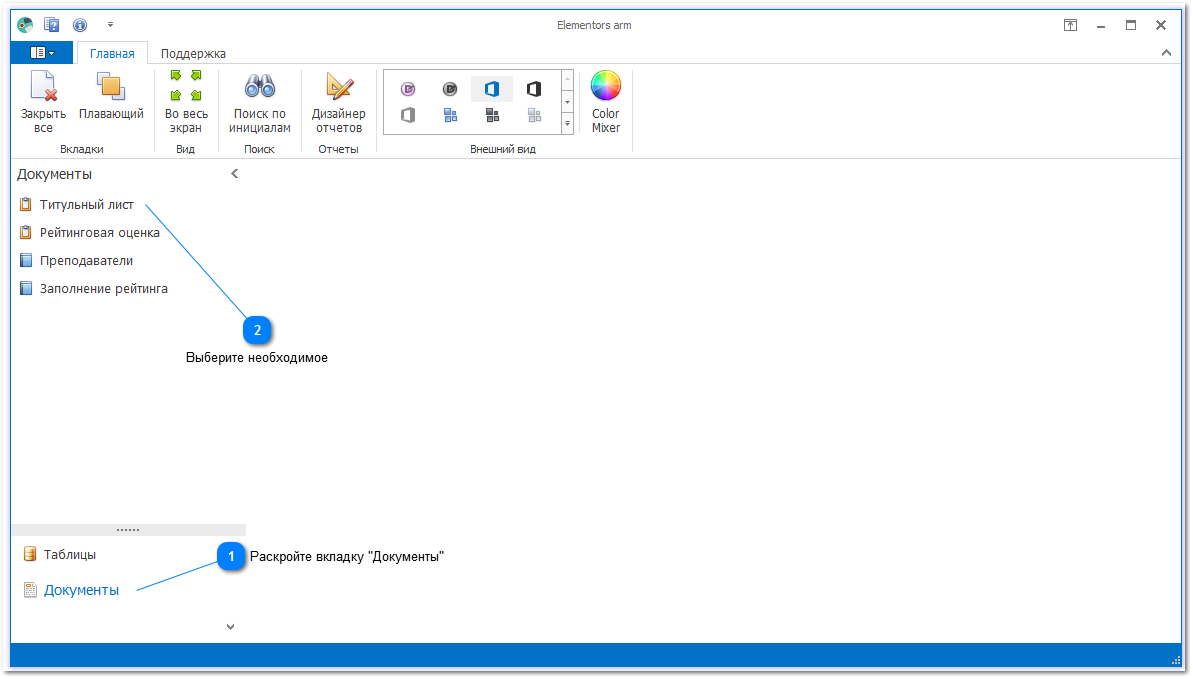 Elementors arm
Главная Поддержка
Закрыть все
Плавающий
Во весь экран
Поиск по инициалам
Дизайнер отчетов
Color Mixer
Вкладки Вид Поиск Отчеты Внешний вид
Документы
Титульный лист
Рейтинговая оценка
Преподаватели
Заполнение рейтинга
2
Выберите необходимое
Таблицы
1 Раскройте вкладку "Документы"
Документы